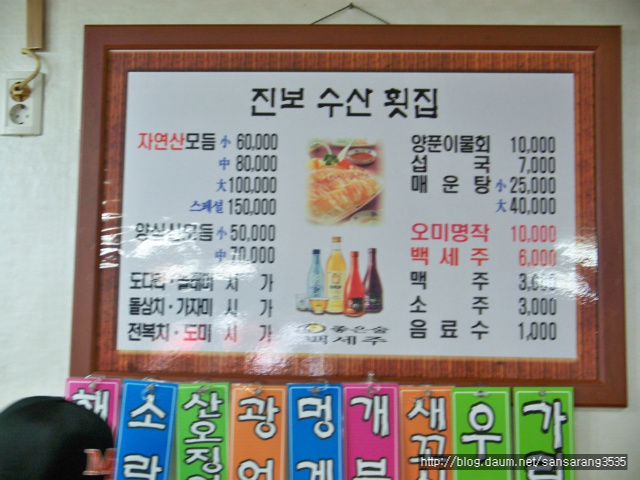 진보 수산 횟집
자연산모듬 小 60,000
中 80,000
大 100,000
스페셜 150,000
양식산모듬 小 50,000
中 70,000
시 가
돌삼치·가자미 시 가
전복치·도미 시 가
양푼이물회 10,000
섭 국 7,000
매 운 탕 小 25,000
大 40,000
오미명작 10,000
백 세 주 6,000
맥 주 3,000
소 주 3,000
음 료 수 1,000
좋은술
백세주
해
소라
산오징
광어
멍게
개불
새꼬시
우
가
http://blog.daum.net/sansarang3535